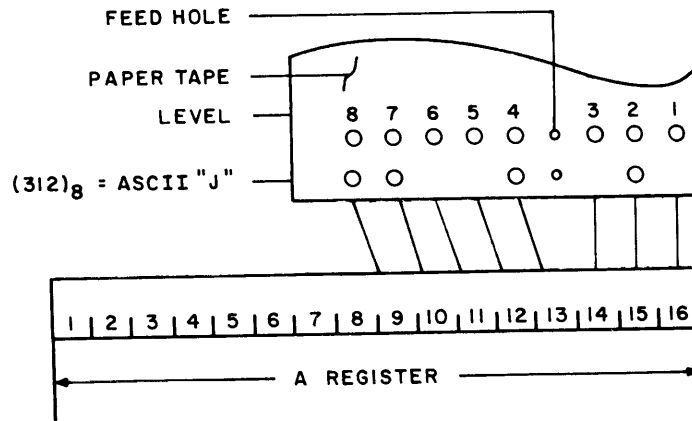 FEED HOLE
PAPER TAPE
LEVEL 8 7 6 5 4 3 2 1
(312)8 = ASCII "J"
1 2 3 4 5 6 7 8 9 10 11 12 13 14 15 16
A REGISTER